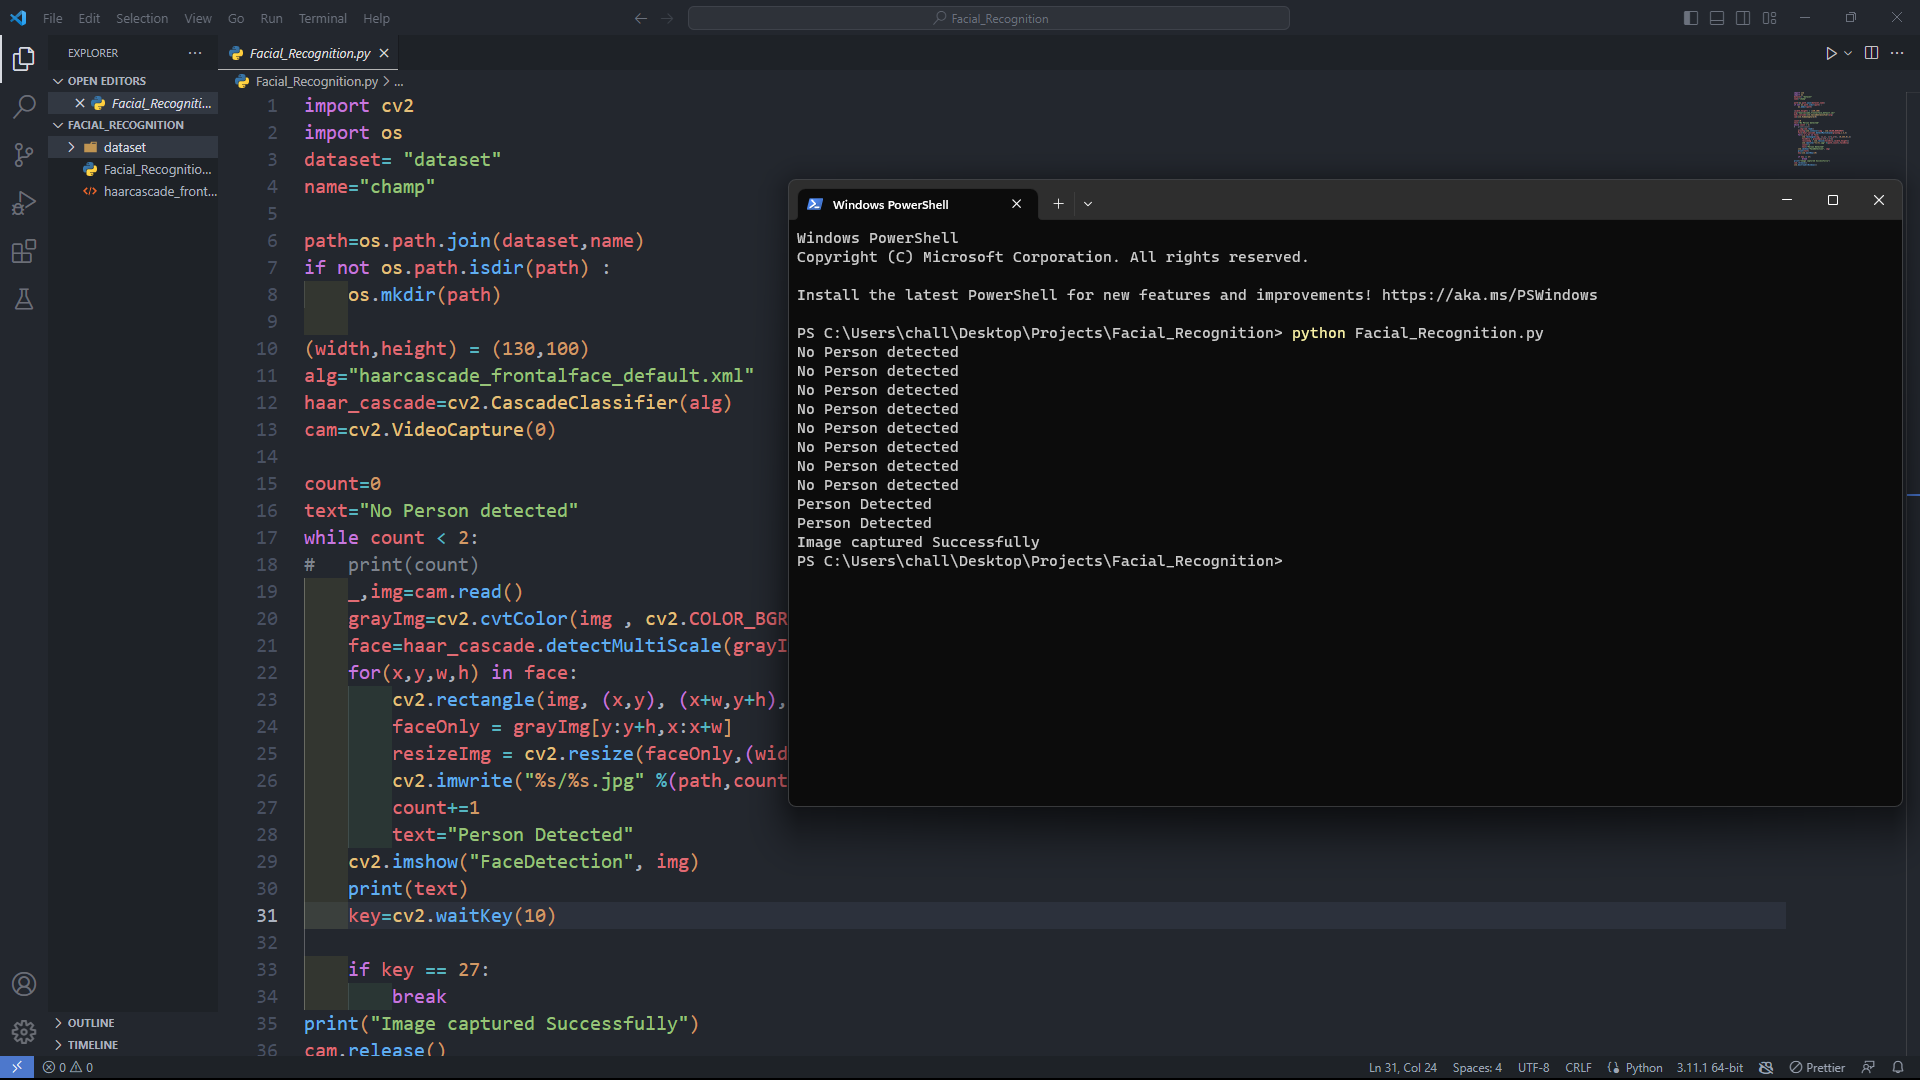 File Edit Selection View Go Run Terminal Help
Facial_Recognition
EXPLORER
OPEN EDITORS
Facial_Recogniti...
FACIAL_RECOGNITION
dataset
Facial_Recognitio...
haarcascade_front...
OUTLINE
TIMELINE
Facial_Recognition.py
Facial_Recognition.py > ...
1 import cv2
2 import os
3 dataset= "dataset"
4 name="champ"
5
6 path=os.path.join(dataset,name)
7 if not os.path.isdir(path) :
8 os.mkdir(path)
9
10 (width,height) = (130,100)
11 alg="haarcascade_frontalface_default.xml"
12 haar_cascade=cv2.CascadeClassifier(alg)
13 cam=cv2.VideoCapture(0)
14
15 count=0
16 text="No Person detected"
17 while count < 2:
18 # print(count)
19 _,img=cam.read()
20 grayImg=cv2.cvtColor(img , cv2.COLOR_BGR
21 face=haar_cascade.detectMultiScale(grayI
22 for(x,y,w,h) in face:
23 cv2.rectangle(img, (x,y), (x+w,y+h),
24 faceOnly = grayImg[y:y+h,x:x+w]
25 resizeImg = cv2.resize(faceOnly,(wid
26 cv2.imwrite("%s/%s.jpg" %(path,count
27 count+=1
28 text="Person Detected"
29 cv2.imshow("FaceDetection", img)
30 print(text)
31 key=cv2.waitKey(10)
32
33 if key == 27:
34 break
35 print("Image captured Successfully")
36 cam.release()
Windows PowerShell
Windows PowerShell
Copyright (C) Microsoft Corporation. All rights reserved.
Install the latest PowerShell for new features and improvements! https://aka.ms/PSWindows
PS C:\Users\chall\Desktop\Projects\Facial_Recognition> python Facial_Recognition.py
No Person detected
No Person detected
No Person detected
No Person detected
No Person detected
No Person detected
No Person detected
No Person detected
Person Detected
Person Detected
Image captured Successfully
PS C:\Users\chall\Desktop\Projects\Facial_Recognition>
0 0
Ln 31, Col 24 Spaces: 4 UTF-8 CRLF Python 3.11.1 64-bit Prettier